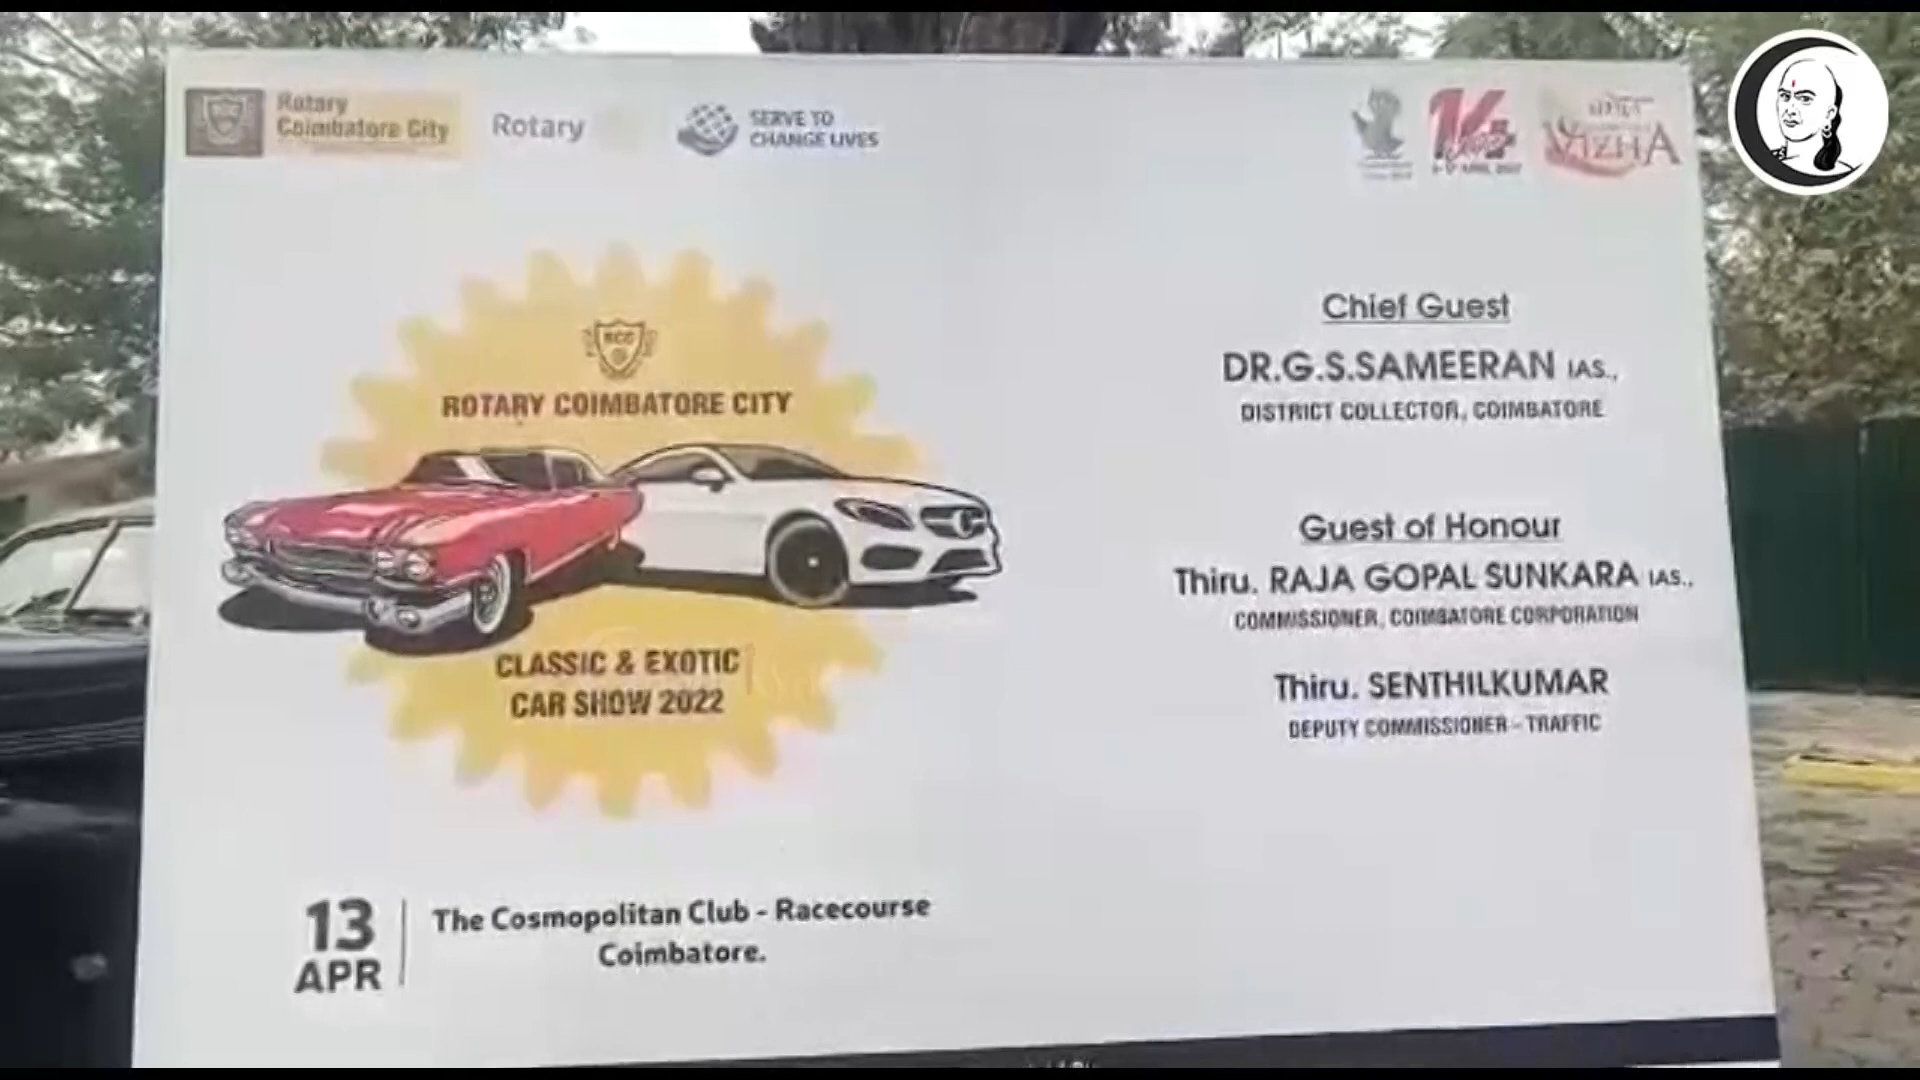 Rotary
Coimbatore City
Rotary
SERVE TO
CHANGE LIVES
VIZHA
RCC
ROTARY COIMBATORE CITY
CLASSIC & EXOTIC
CAR SHOW 2022
13
APR
The Cosmopolitan Club - Racecourse
Coimbatore.
Chief Guest
DR.G.S.SAMEERAN IAS.,
DISTRICT COLLECTOR, COIMBATORE
Guest of Honour
Thiru. RAJA GOPAL SUNKARA IAS.,
COMMISSIONER, COIMBATORE CORPORATION
Thiru. SENTHILKUMAR
DEPUTY COMMISSIONER - TRAFFIC